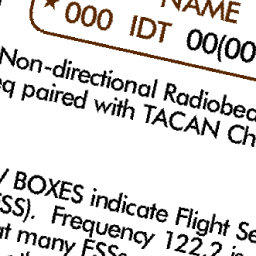 NAME
* 000 IDT 00(00
Non-directional Radiobea
eq paired with TACAN Ch
/ BOXES indicate Flight Se
SS). Frequency 122.2 is
at many FSSs